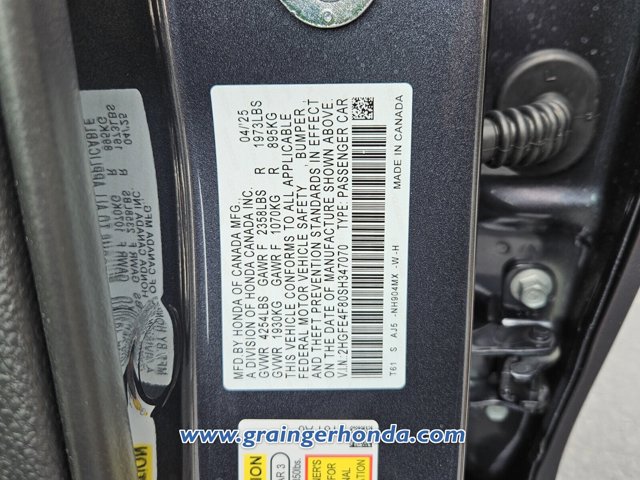 MFD BY HONDA OF CANADA MFG., 04/'25
A DIVISION OF HONDA CANADA INC.
GVWR 4254LBS GAWR F 2358LBS R 1973LBS
GVWR 1930KG GAWR F 1070KG R 895KG
THIS VEHICLE CONFORMS TO ALL APPLICABLE
FEDERAL MOTOR VEHICLE SAFETY , BUMPER ,
AND THEFT PREVENTION STANDARDS IN EFFECT
ON THE DATE OF MANUFACTURE SHOWN ABOVE.
V.I.N: 2HGFE4F80SH347070 TYPE: PASSENGER CAR
T61 S AJ5 -NH904MX -W -H MADE IN CANADA
www.graingerhonda.com